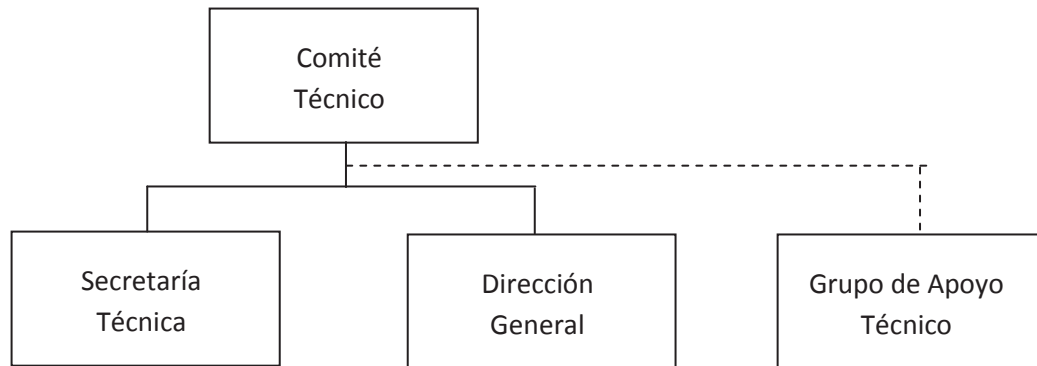 Comité
Técnico
Secretaría
Técnica
Dirección
General
Grupo de Apoyo
Técnico